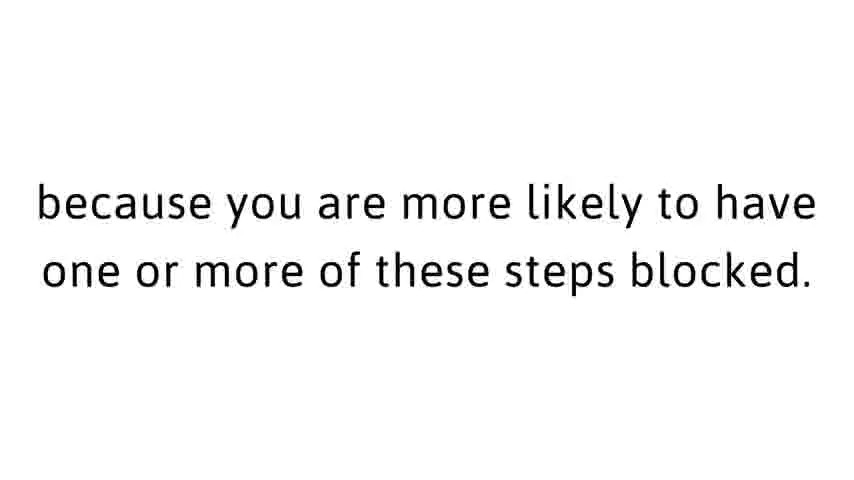 because you are more likely to have
one or more of these steps blocked.